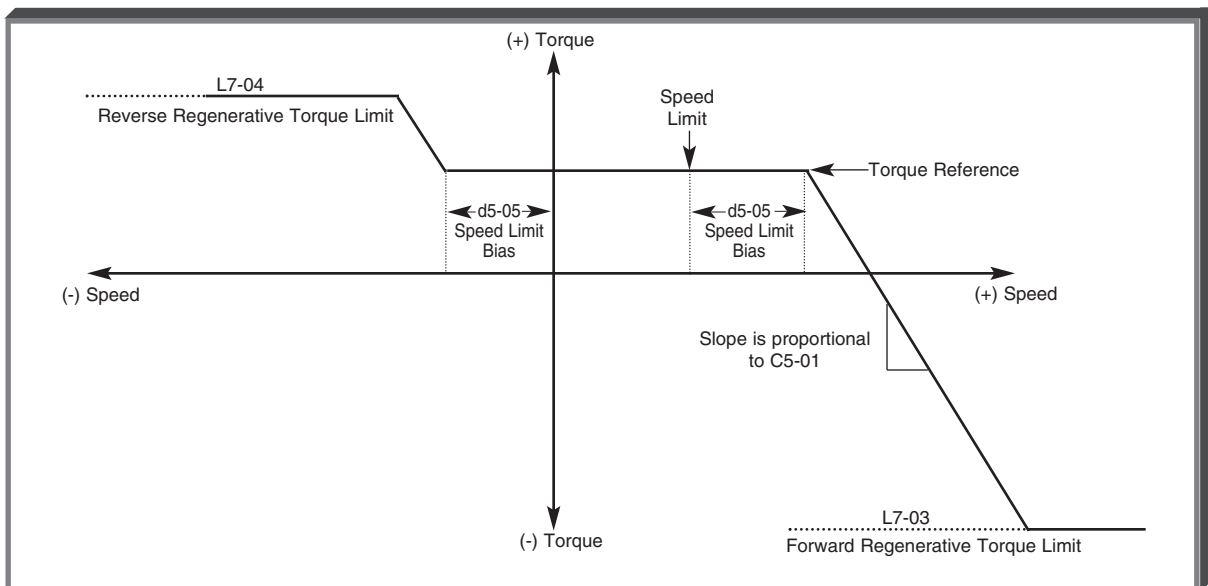 (+) Torque
L7-04
Reverse Regenerative Torque Limit
Speed
Limit
Torque Reference
d5-05
Speed Limit
Bias
d5-05
Speed Limit
Bias
(-) Speed
(+) Speed
Slope is proportional
to C5-01
L7-03
(-) Torque
Forward Regenerative Torque Limit